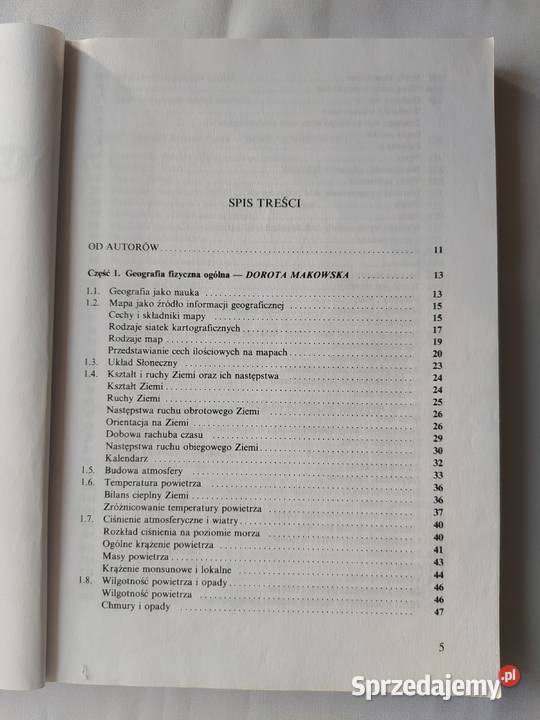 SPIS TREŚCI
OD AUTORÓW 11
Część 1. Geografia fizyczna ogólna — DOROTA MAKOWSKA 13
1.1. Geografia jako nauka 13
1.2. Mapa jako źródło informacji geograficznej 15
Cechy i składniki mapy 15
Rodzaje siatek kartograficznych 17
Rodzaje map 19
Przedstawianie cech ilościowych na mapach 20
1.3. Układ Słoneczny 23
1.4. Kształt i ruchy Ziemi oraz ich następstwa 24
Kształt Ziemi 24
Ruchy Ziemi 25
Następstwa ruchu obrotowego Ziemi 26
Orientacja na Ziemi 26
Dobowa rachuba czasu 29
Następstwa ruchu obiegowego Ziemi 30
Kalendarz 32
1.5. Budowa atmosfery 33
1.6. Temperatura powietrza 36
Bilans cieplny Ziemi 36
Zróżnicowanie temperatury powietrza 37
1.7. Ciśnienie atmosferyczne i wiatry 40
Rozkład ciśnienia na poziomie morza 40
Ogólne krążenie powietrza 41
Masy powietrza 43
Krążenie monsunowe i lokalne 44
1.8. Wilgotność powietrza i opady 46
Wilgotność powietrza 46
Chmury i opady 47
5
Sprzedajemy.pl